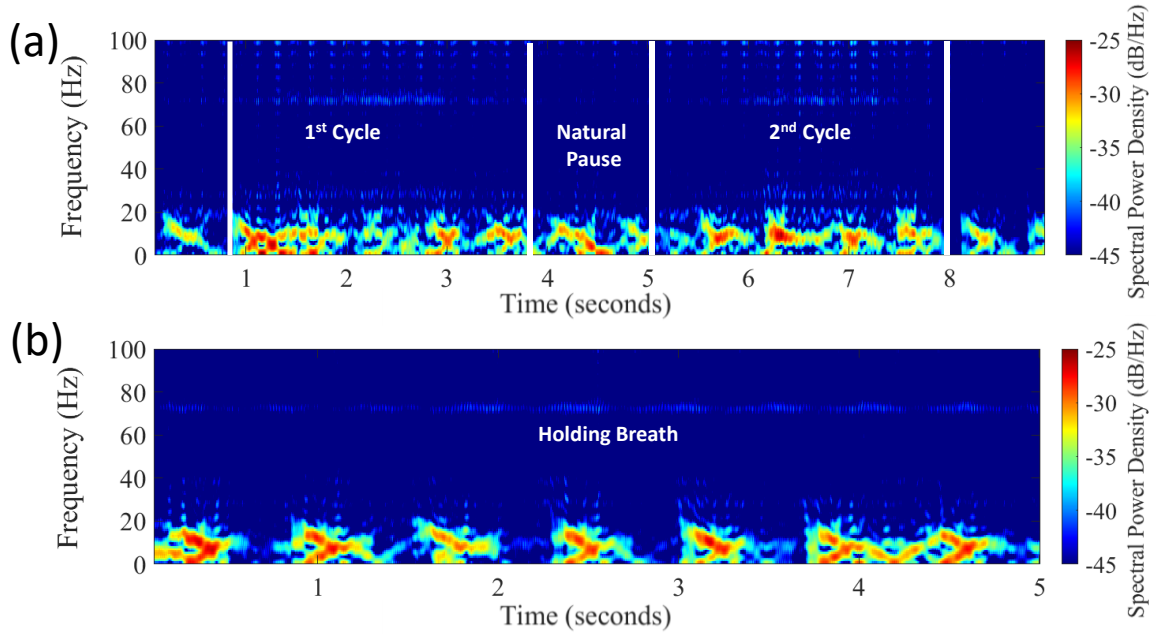 (a)
100
80
60
40
20
0
Frequency (Hz)
1st Cycle
Natural
Pause
2nd Cycle
1
2
3
4
5
6
7
8
Time (seconds)
-25
-30
-35
-40
-45
Spectral Power Density (dB/Hz)
(b)
100
80
60
40
20
0
Frequency (Hz)
Holding Breath
1
2
3
4
5
Time (seconds)
-25
-30
-35
-40
-45
Spectral Power Density (dB/Hz)